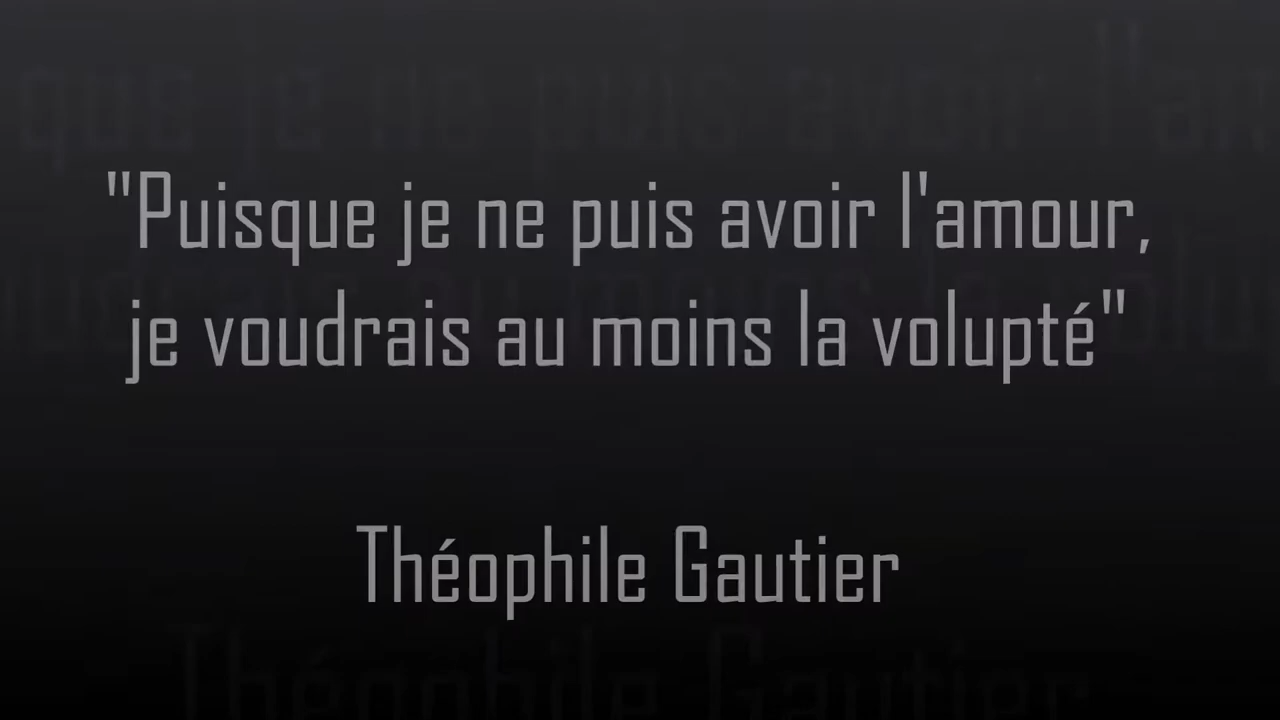 "Puisque je ne puis avoir l'amour,
je voudrais au moins la volupté"
Théophile Gautier